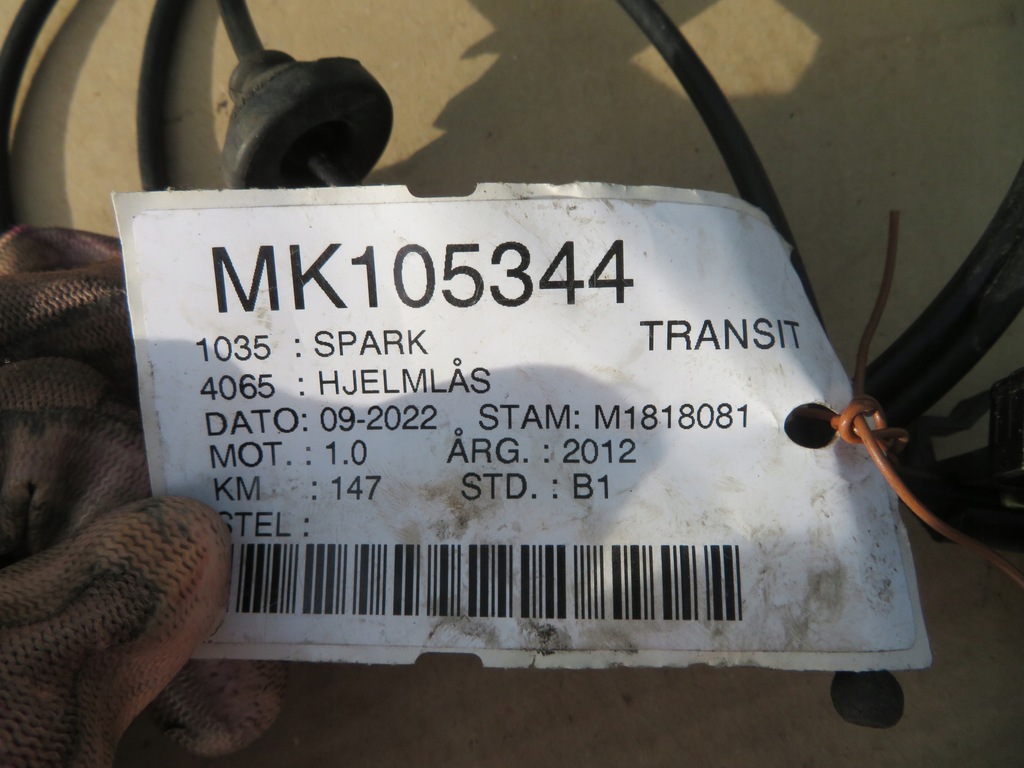 MK105344
1035 : SPARK TRANSIT
4065 : HJELMLÅS
DATO: 09-2022 STAM: M1818081
MOT. : 1.0 ÅRG. : 2012
KM : 147 STD. : B1
STEL :